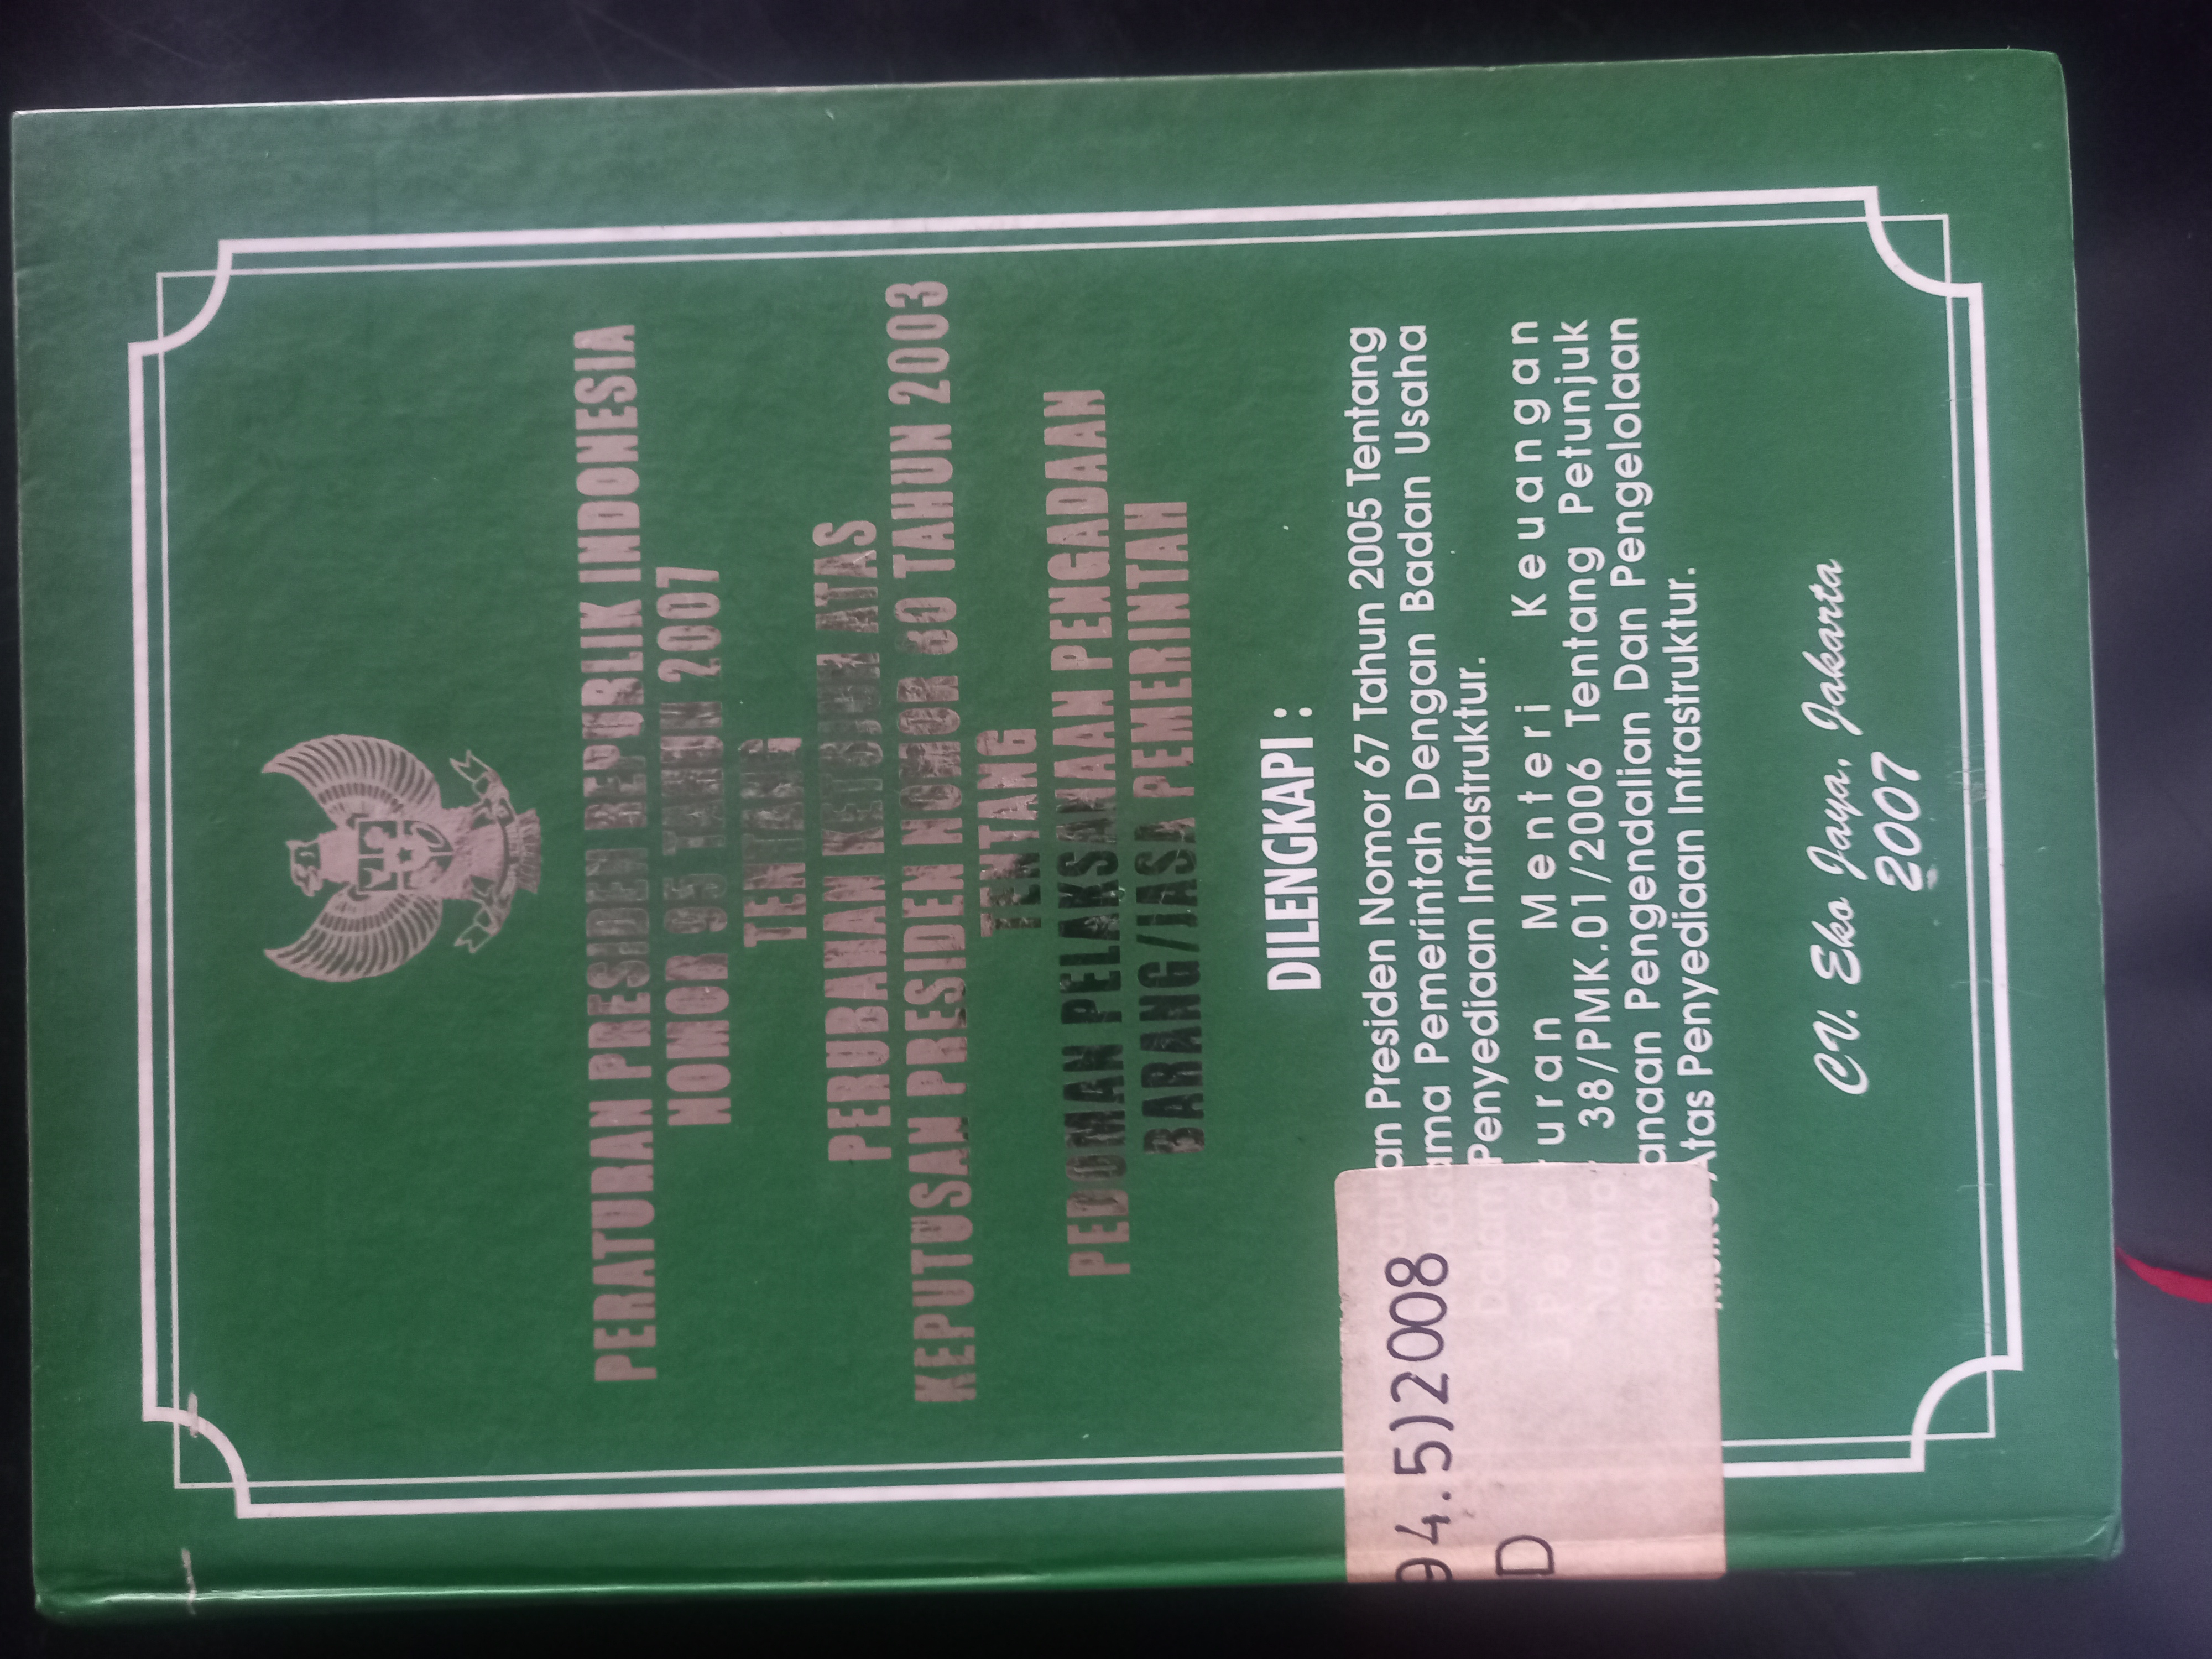 PERATURAN PRESIDEN REPUBLIK INDONESIA
NOMOR 95 TAHUN 2007
TENTANG
PERUBAHAN KETUJUH ATAS
KEPUTUSAN PRESIDEN NOMOR 80 TAHUN 2003
TENTANG
PEDOMAN PELAKSANAAN PENGADAAN
BARANG/JASA PEMERINTAH
DILENGKAPI :
an Presiden Nomor 67 Tahun 2005 Tentang
ama Pemerintah Dengan Badan Usaha
Dalam Penyediaan Infrastruktur.
uran Menteri Keuangan
Nomor 38/PMK.01/2006 Tentang Petunjuk
Pelaksanaan Pengendalian Dan Pengelolaan
Atas Penyediaan Infrastruktur.
94.5)2008
D
CV. Eko Jaya, Jakarta
2007